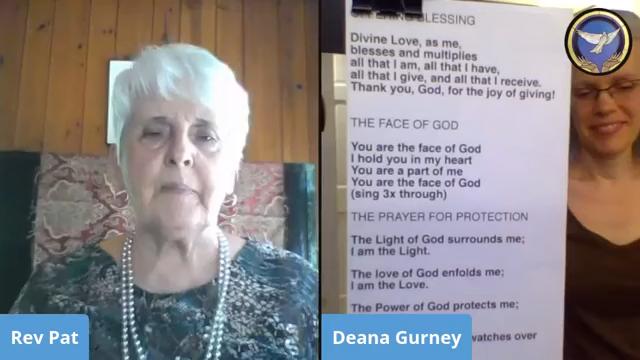 OFFERING BLESSING
Divine Love, as me,
blesses and multiplies
all that I am, all that I have,
all that I give, and all that I receive.
Thank you, God, for the joy of giving!
THE FACE OF GOD
You are the face of God
I hold you in my heart
You are a part of me
You are the face of God
(sing 3x through)
THE PRAYER FOR PROTECTION
The Light of God surrounds me;
I am the Light.
The love of God enfolds me;
I am the Love.
The Power of God protects me;
watches over
Rev Pat
Deana Gurney